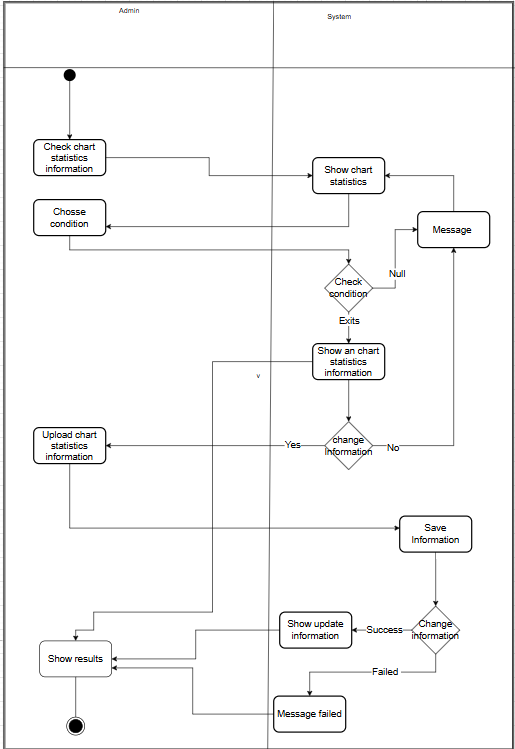 Admin
System
Check chart
statistics
information
Show chart
statistics
Chosse
condition
Message
Null
Check
condition
Exits
Show an chart
statistics
information
v
Upload chart
statistics
information
Yes
change
Information
No
Save
Information
Show update
information
Success
Change
information
Show results
Failed
Message failed